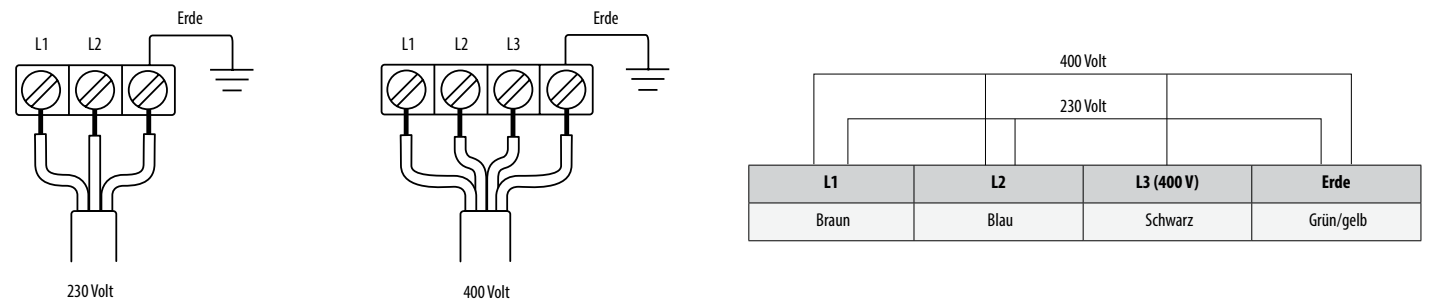 Erde
L1 L2
230 Volt
Erde
L1 L2 L3
400 Volt
400 Volt
230 Volt
L1 L2 L3 (400 V) Erde
Braun Blau Schwarz Grün/gelb